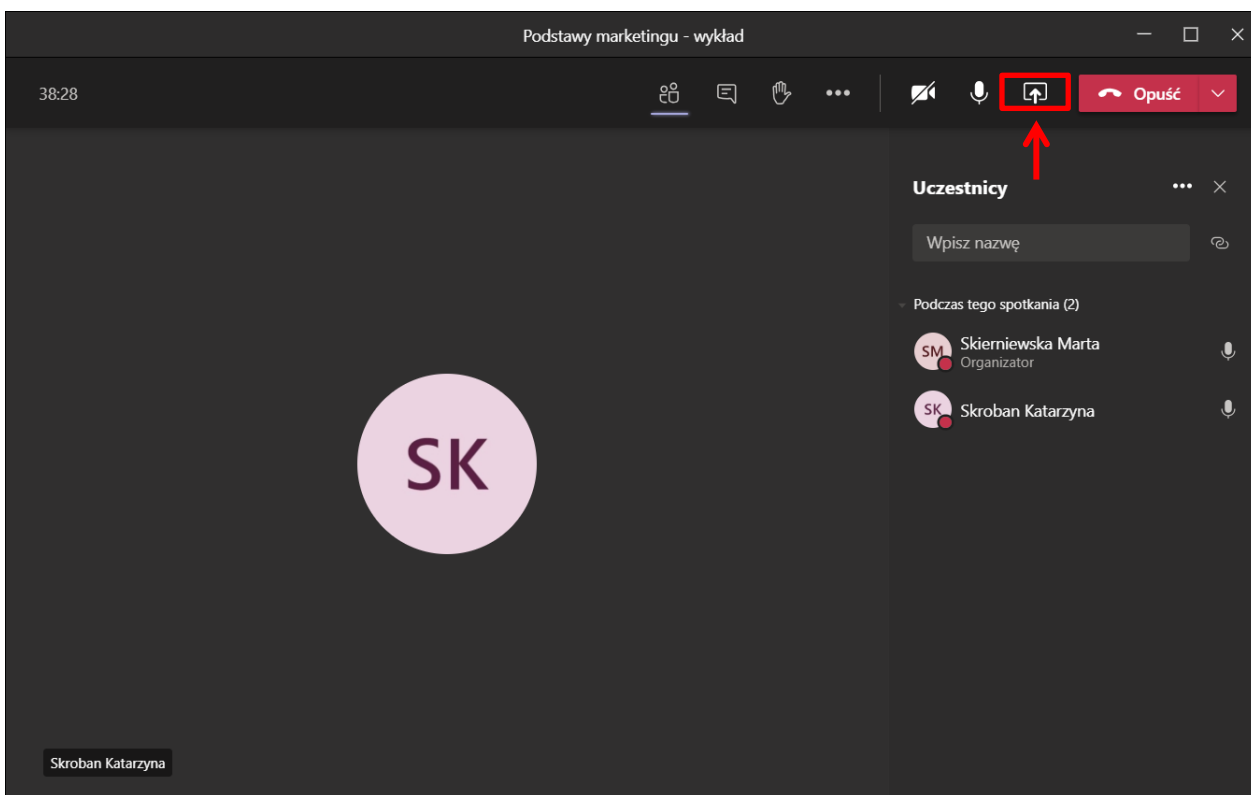 Podstawy marketingu - wykład
38:28
Opuść
Uczestnicy
Wpisz nazwę
Podczas tego spotkania (2)
SM
Skierniewska Marta
Organizator
SK
Skroban Katarzyna
SK
Skroban Katarzyna